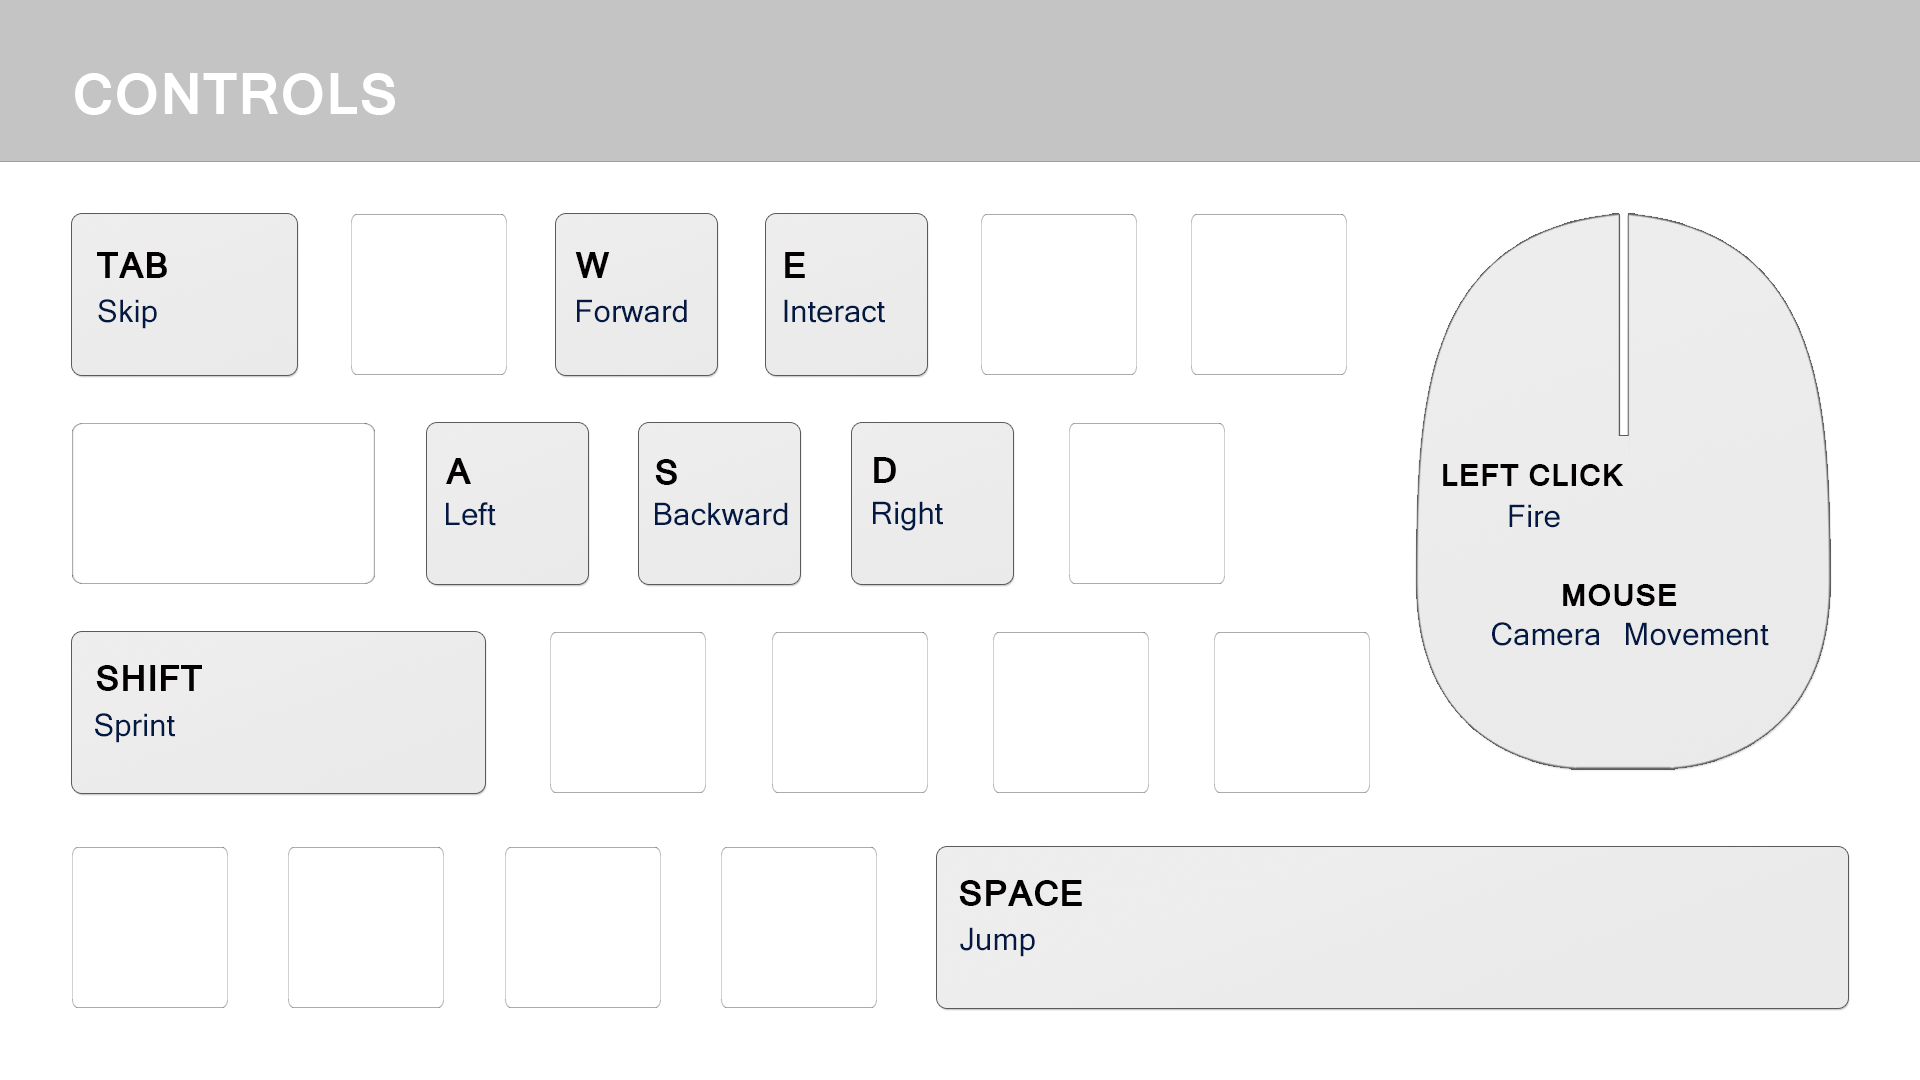 CONTROLS
TAB
Skip
W
Forward
E
Interact
A
Left
S
Backward
D
Right
LEFT CLICK
Fire
MOUSE
Camera Movement
SHIFT
Sprint
SPACE
Jump